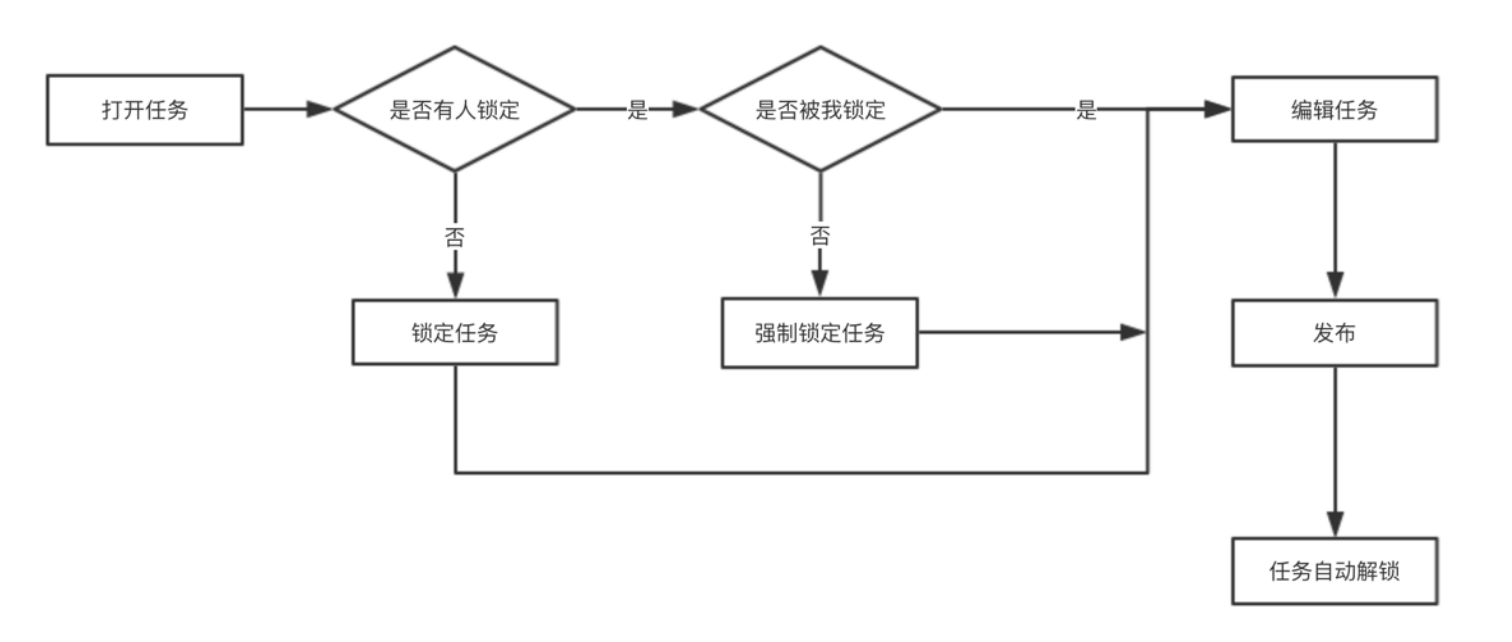 打开任务
是否有人锁定
是
是否被我锁定
是
编辑任务
否
否
锁定任务
强制锁定任务
发布
任务自动解锁